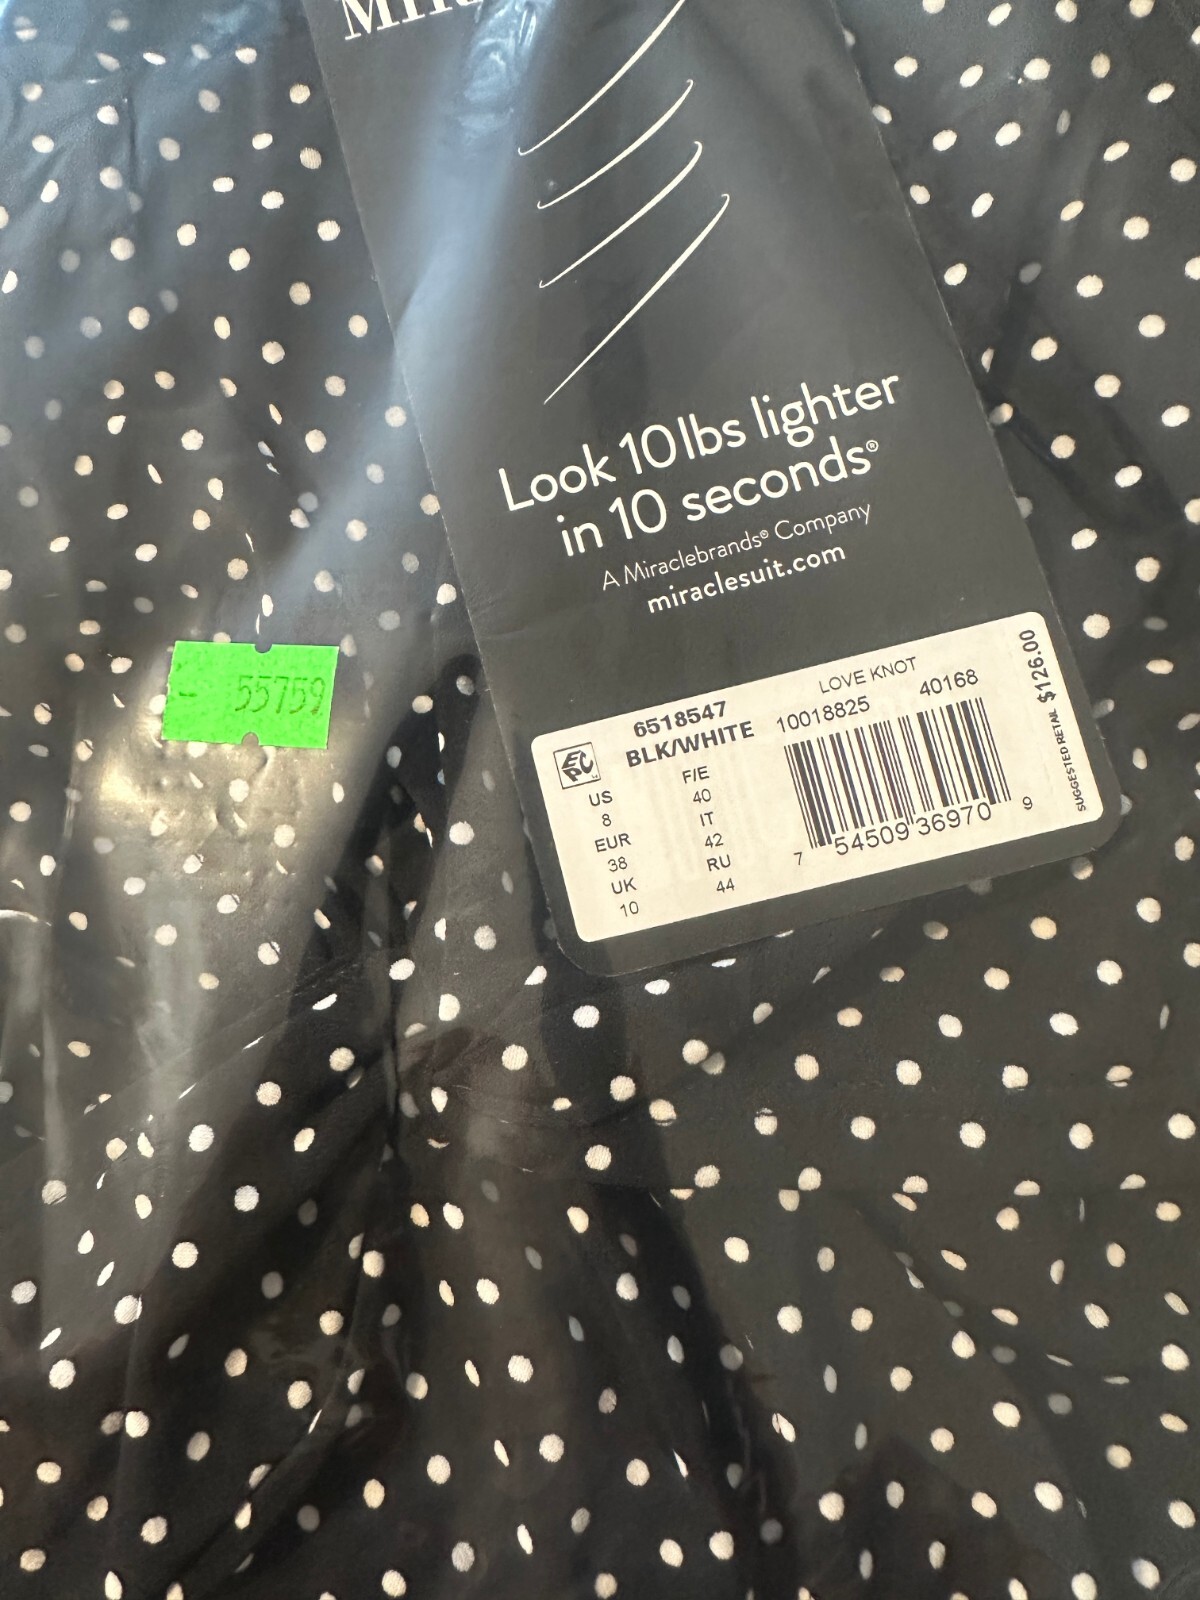 Look 10 lbs lighter
in 10 seconds®
A Miraclebrands® Company
miraclesuit.com
LOVE KNOT
6518547
10018825 40168
BLK/WHITE
EPC
US F/E
8 40
EUR IT
38 42
UK RU
10 44
7 54509 36970 9
SUGGESTED RETAIL $126.00
- 55759